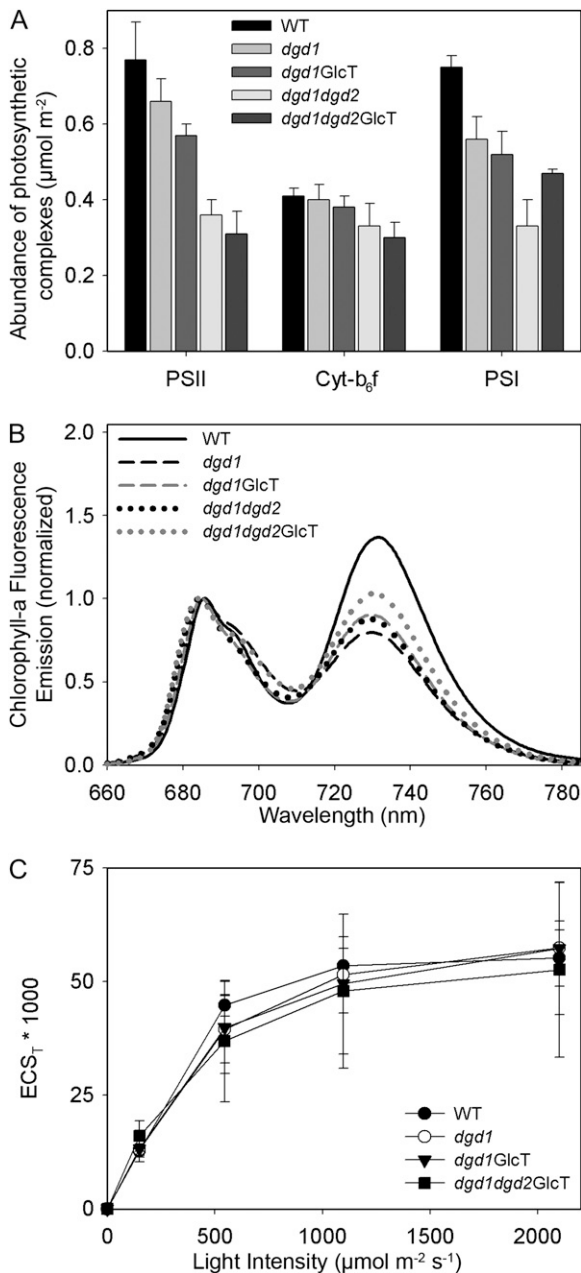 A
Abundance of photosynthetic
complexes (µmol m⁻²)
0.8
0.6
0.4
0.2
0.0
WT
dgd1
dgd1GlcT
dgd1dgd2
dgd1dgd2GlcT
PSII Cyt-b₆f PSI
B
Chlorophyll-a Fluorescence
Emission (normalized)
2.0
1.5
1.0
0.5
0.0
WT
dgd1
dgd1GlcT
dgd1dgd2
dgd1dgd2GlcT
660 680 700 720 740 760 780
Wavelength (nm)
C
ECS_T * 1000
75
50
25
0
WT
dgd1
dgd1GlcT
dgd1dgd2GlcT
0 500 1000 1500 2000
Light Intensity (µmol m⁻² s⁻¹)